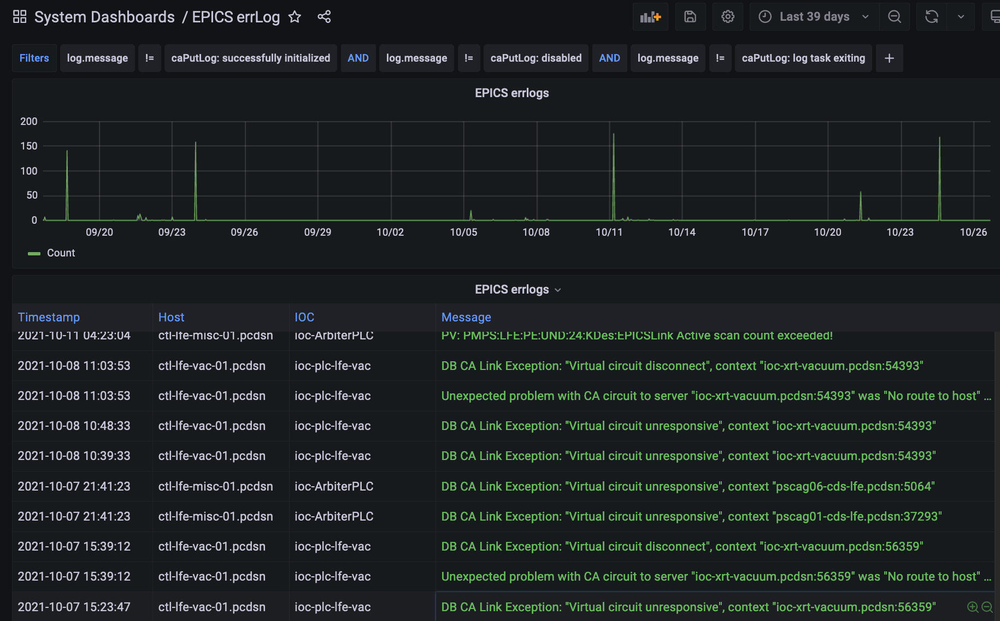 System Dashboards / EPICS errLog
Last 39 days
Filters log.message != caPutLog: successfully initialized AND log.message != caPutLog: disabled AND log.message != caPutLog: log task exiting +
EPICS errlogs
200
150
100
50
0
09/20 09/23 09/26 09/29 10/02 10/05 10/08 10/11 10/14 10/17 10/20 10/23 10/26
Count
EPICS errlogs
Timestamp Host IOC Message
2021-10-11 04:23:04 ctl-lfe-misc-01.pcdsn ioc-ArbiterPLC PV: PMPS:LFE:PE:UND:24:KDes:EPICSLink Active scan count exceeded!
2021-10-08 11:03:53 ctl-lfe-vac-01.pcdsn ioc-plc-lfe-vac DB CA Link Exception: "Virtual circuit disconnect", context "ioc-xrt-vacuum.pcdsn:54393"
2021-10-08 11:03:53 ctl-lfe-vac-01.pcdsn ioc-plc-lfe-vac Unexpected problem with CA circuit to server "ioc-xrt-vacuum.pcdsn:54393" was "No route to host" ...
2021-10-08 10:48:33 ctl-lfe-vac-01.pcdsn ioc-plc-lfe-vac DB CA Link Exception: "Virtual circuit unresponsive", context "ioc-xrt-vacuum.pcdsn:54393"
2021-10-08 10:39:33 ctl-lfe-vac-01.pcdsn ioc-plc-lfe-vac DB CA Link Exception: "Virtual circuit unresponsive", context "ioc-xrt-vacuum.pcdsn:54393"
2021-10-07 21:41:23 ctl-lfe-misc-01.pcdsn ioc-ArbiterPLC DB CA Link Exception: "Virtual circuit unresponsive", context "pscag06-cds-lfe.pcdsn:5064"
2021-10-07 21:41:23 ctl-lfe-misc-01.pcdsn ioc-ArbiterPLC DB CA Link Exception: "Virtual circuit unresponsive", context "pscag01-cds-lfe.pcdsn:37293"
2021-10-07 15:39:12 ctl-lfe-vac-01.pcdsn ioc-plc-lfe-vac DB CA Link Exception: "Virtual circuit disconnect", context "ioc-xrt-vacuum.pcdsn:56359"
2021-10-07 15:39:12 ctl-lfe-vac-01.pcdsn ioc-plc-lfe-vac Unexpected problem with CA circuit to server "ioc-xrt-vacuum.pcdsn:56359" was "No route to host" ...
2021-10-07 15:23:47 ctl-lfe-vac-01.pcdsn ioc-plc-lfe-vac DB CA Link Exception: "Virtual circuit unresponsive", context "ioc-xrt-vacuum.pcdsn:56359"